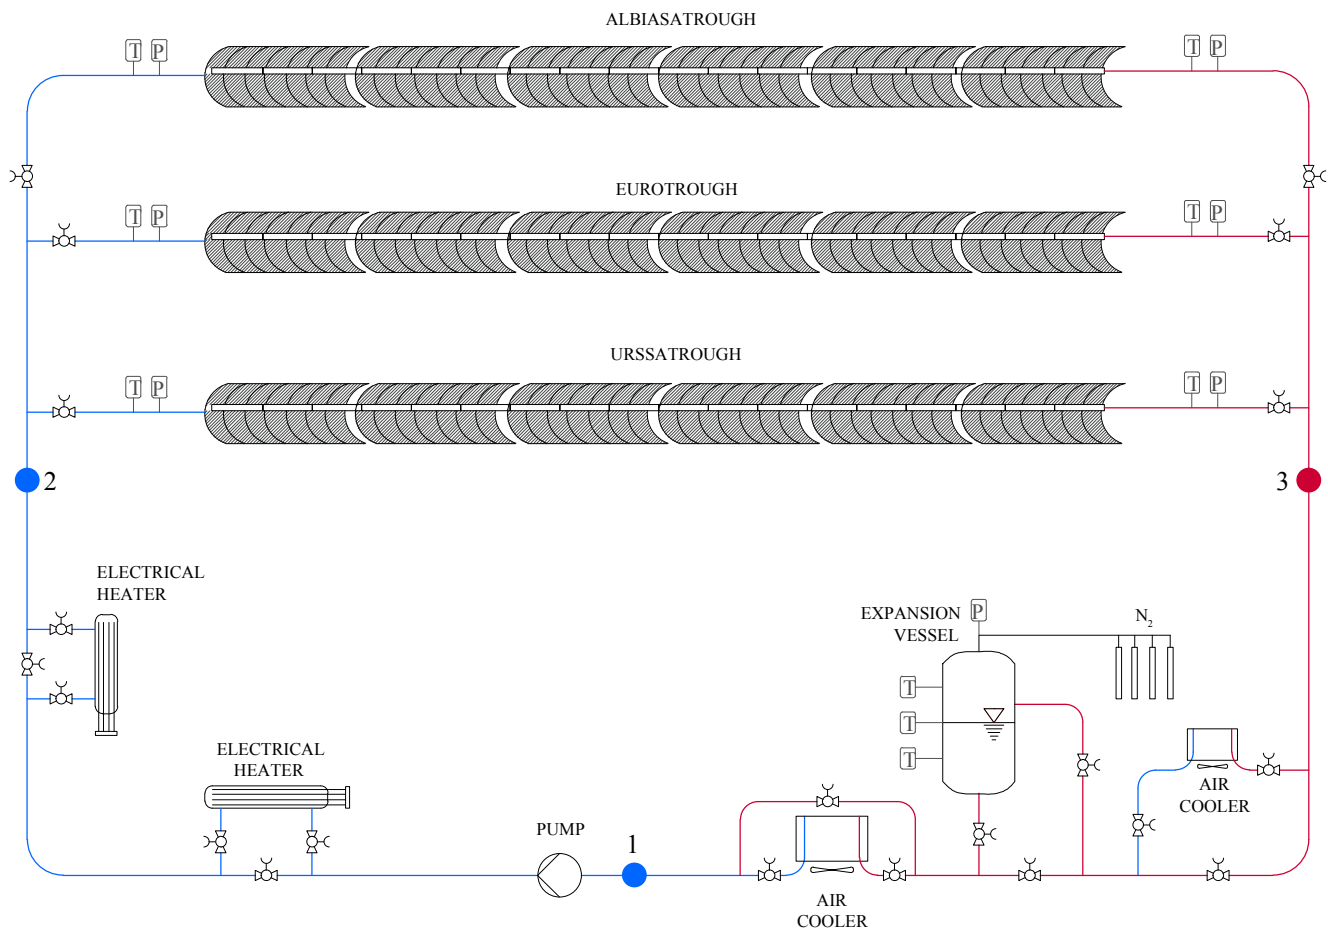 ALBIASATROUGH
T P
T P
EUROTROUGH
T P
T P
URSSATROUGH
T P
T P
2
3
ELECTRICAL
HEATER
EXPANSION
VESSEL
P
N2
T
T
T
ELECTRICAL
HEATER
AIR
COOLER
PUMP
1
AIR
COOLER